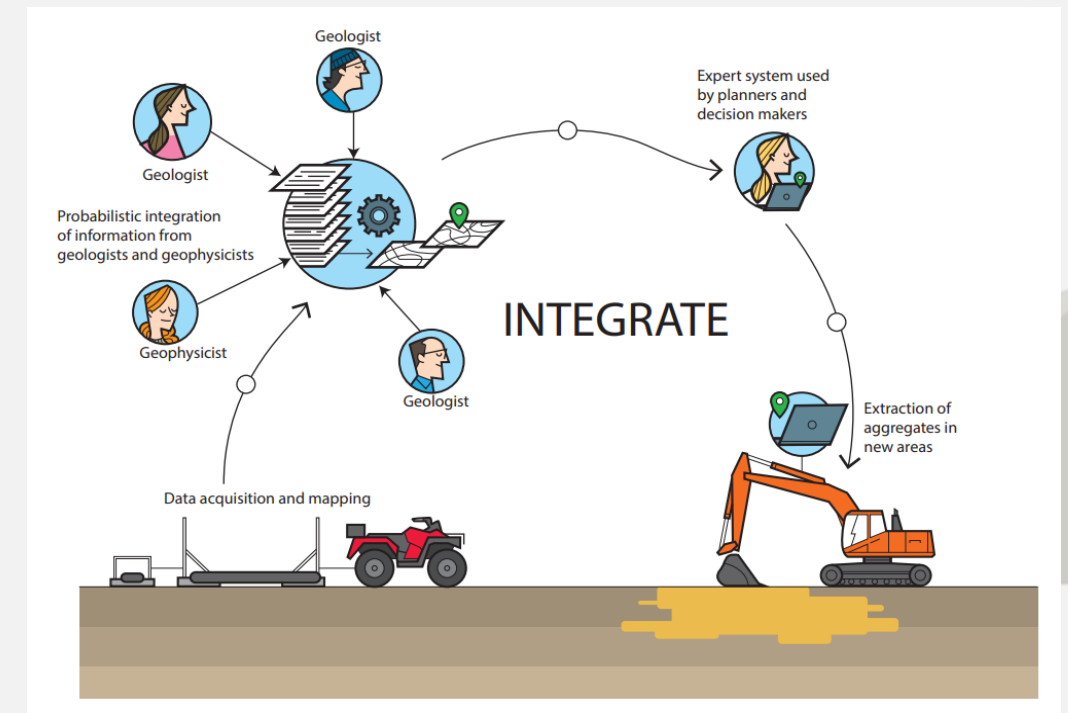 Geologist
Geologist
Probabilistic integration
of information from
geologists and geophysicists
Geophysicist
Geologist
INTEGRATE
Expert system used
by planners and
decision makers
Extraction of
aggregates in
new areas
Data acquisition and mapping